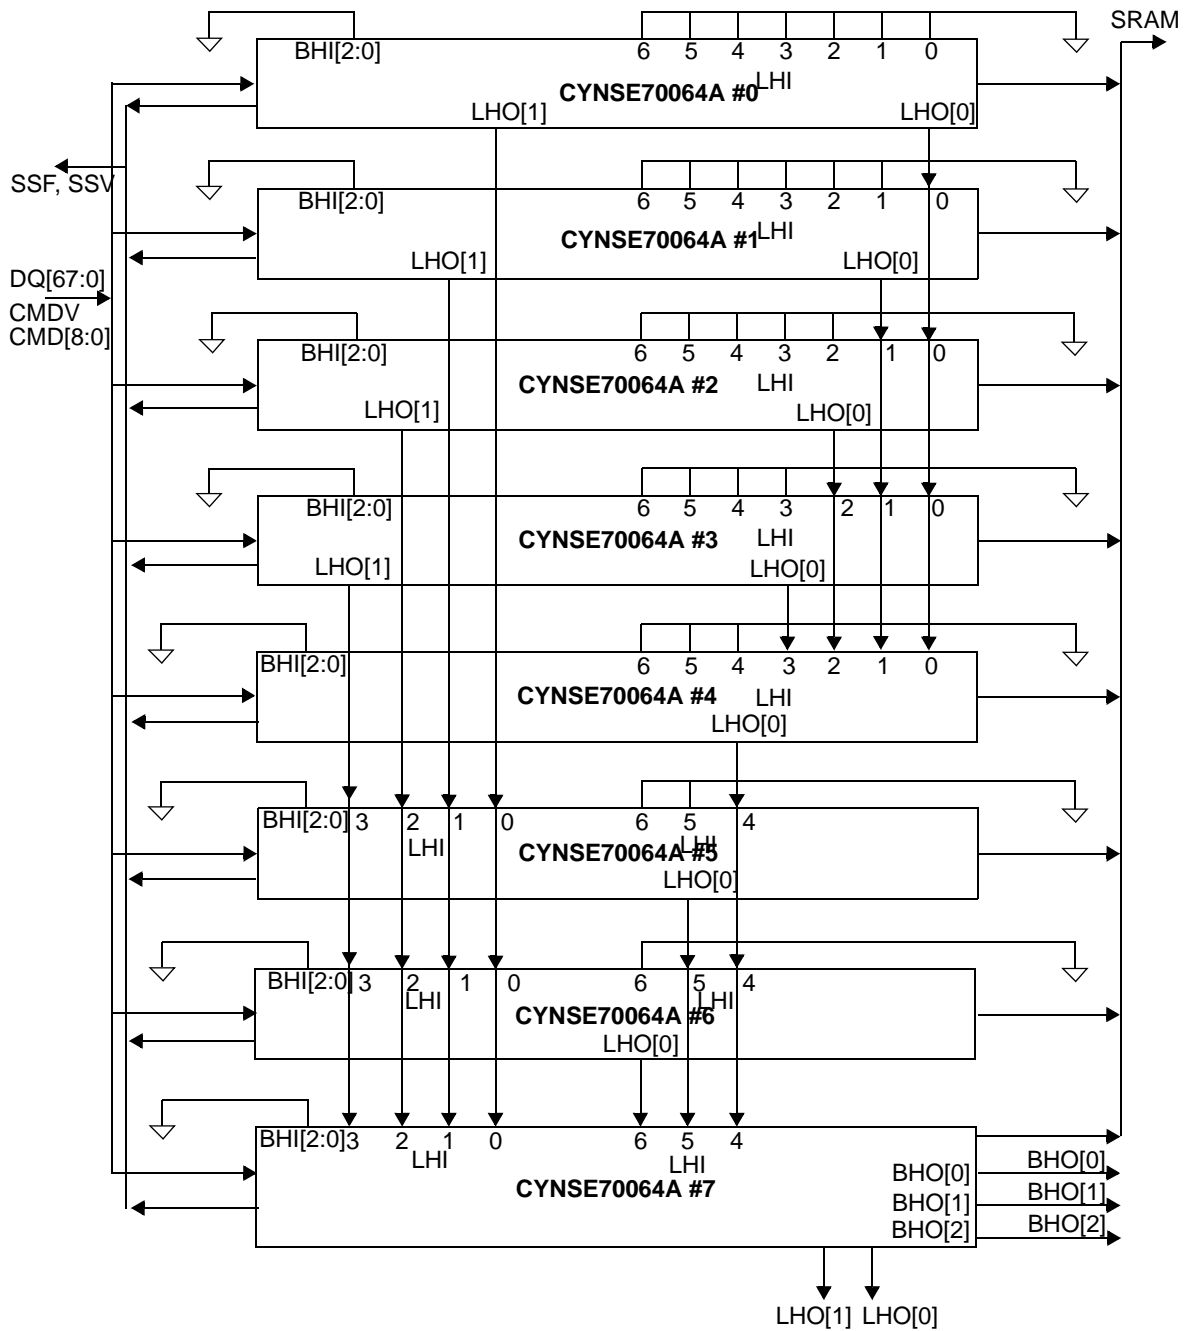 SRAM
BHI[2:0] 6 5 4 3 2 1 0
LHI
CYNSE70064A #0
LHO[1] LHO[0]
SSF, SSV
BHI[2:0] 6 5 4 3 2 1 0
LHI
CYNSE70064A #1
LHO[1] LHO[0]
DQ[67:0]
CMDV
CMD[8:0]
BHI[2:0] 6 5 4 3 2 1 0
CYNSE70064A #2 LHI
LHO[1] LHO[0]
BHI[2:0] 6 5 4 3 2 1 0
CYNSE70064A #3 LHI
LHO[1] LHO[0]
BHI[2:0] 6 5 4 3 2 1 0
CYNSE70064A #4 LHI
LHO[0]
BHI[2:0] 3 2 1 0 6 5 4
LHI LHI
CYNSE70064A #5
LHO[0]
BHI[2:0] 3 2 1 0 6 5 4
LHI LHI
CYNSE70064A #6
LHO[0]
BHI[2:0] 3 2 1 0 6 5 4
LHI LHI
CYNSE70064A #7
BHO[0] BHO[0]
BHO[1] BHO[1]
BHO[2] BHO[2]
LHO[1] LHO[0]